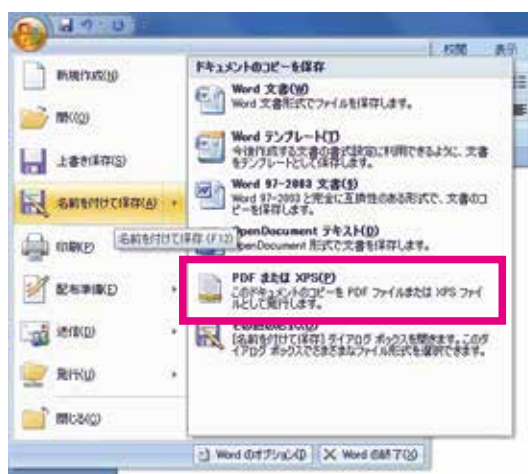 校閲 表示
新規作成(N)
開く(O)
上書き保存(S)
名前を付けて保存(A)
名前を付けて保存 (F12)
印刷(P)
配布準備(E)
送信(D)
発行(U)
閉じる(C)
ドキュメントのコピーを保存
Word 文書(W)
Word 文書形式でファイルを保存します。
Word テンプレート(T)
今後作成する文書の書式設定に利用できるように、文書
をテンプレートとして保存します。
Word 97-2003 文書(9)
Word 97-2003 と完全に互換性のある形式で、文書のコ
ピーを保存します。
OpenDocument テキスト(D)
OpenDocument 形式で文書を保存します。
PDF または XPS(P)
このドキュメントのコピーを PDF ファイルまたは XPS ファイ
ルとして発行します。
その他の形式(O)
[名前を付けて保存] ダイアログ ボックスを開きます。このダ
イアログ ボックスでさまざまなファイル形式を選択できます。
Word のオプション(I)
Word の終了(X)